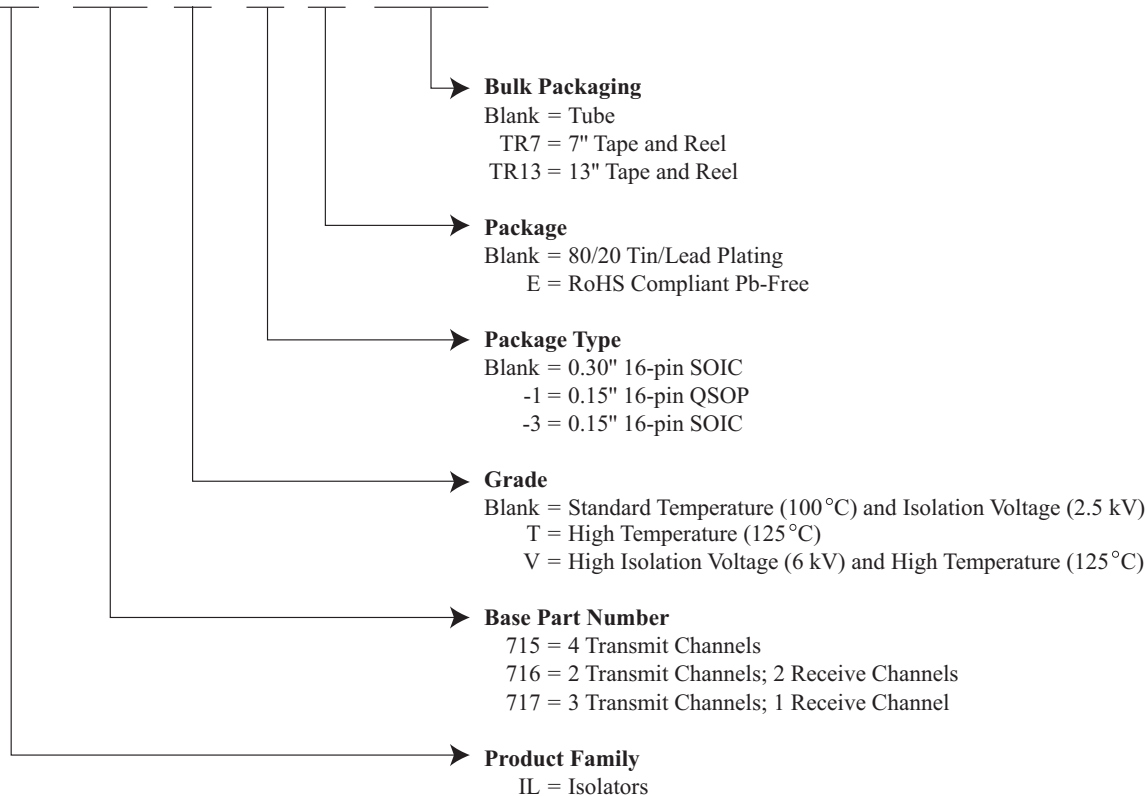 Bulk Packaging
Blank = Tube
TR7 = 7" Tape and Reel
TR13 = 13" Tape and Reel
Package
Blank = 80/20 Tin/Lead Plating
E = RoHS Compliant Pb-Free
Package Type
Blank = 0.30" 16-pin SOIC
-1 = 0.15" 16-pin QSOP
-3 = 0.15" 16-pin SOIC
Grade
Blank = Standard Temperature (100°C) and Isolation Voltage (2.5 kV)
T = High Temperature (125°C)
V = High Isolation Voltage (6 kV) and High Temperature (125°C)
Base Part Number
715 = 4 Transmit Channels
716 = 2 Transmit Channels; 2 Receive Channels
717 = 3 Transmit Channels; 1 Receive Channel
Product Family
IL = Isolators